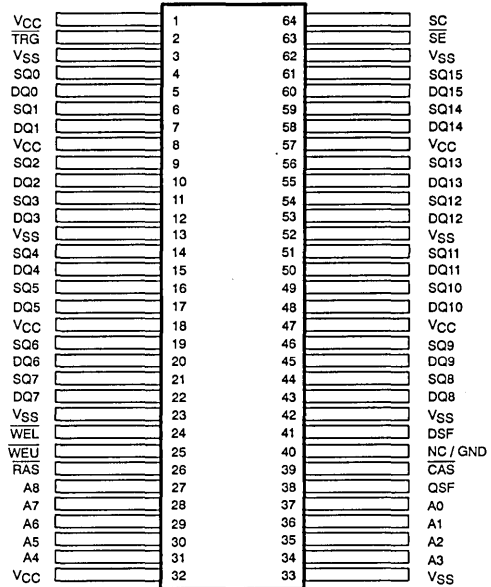 VCC 1 64 SC
TRG 2 63 SE
VSS 3 62 VSS
SQ0 4 61 SQ15
DQ0 5 60 DQ15
SQ1 6 59 SQ14
DQ1 7 58 DQ14
VCC 8 57 VCC
SQ2 9 56 SQ13
DQ2 10 55 DQ13
SQ3 11 54 SQ12
DQ3 12 53 DQ12
VSS 13 52 VSS
SQ4 14 51 SQ11
DQ4 15 50 DQ11
SQ5 16 49 SQ10
DQ5 17 48 DQ10
VCC 18 47 VCC
SQ6 19 46 SQ9
DQ6 20 45 DQ9
SQ7 21 44 SQ8
DQ7 22 43 DQ8
VSS 23 42 VSS
WEL 24 41 DSF
WEU 25 40 NC / GND
RAS 26 39 CAS
A8 27 38 QSF
A7 28 37 A0
A6 29 36 A1
A5 30 35 A2
A4 31 34 A3
VCC 32 33 VSS